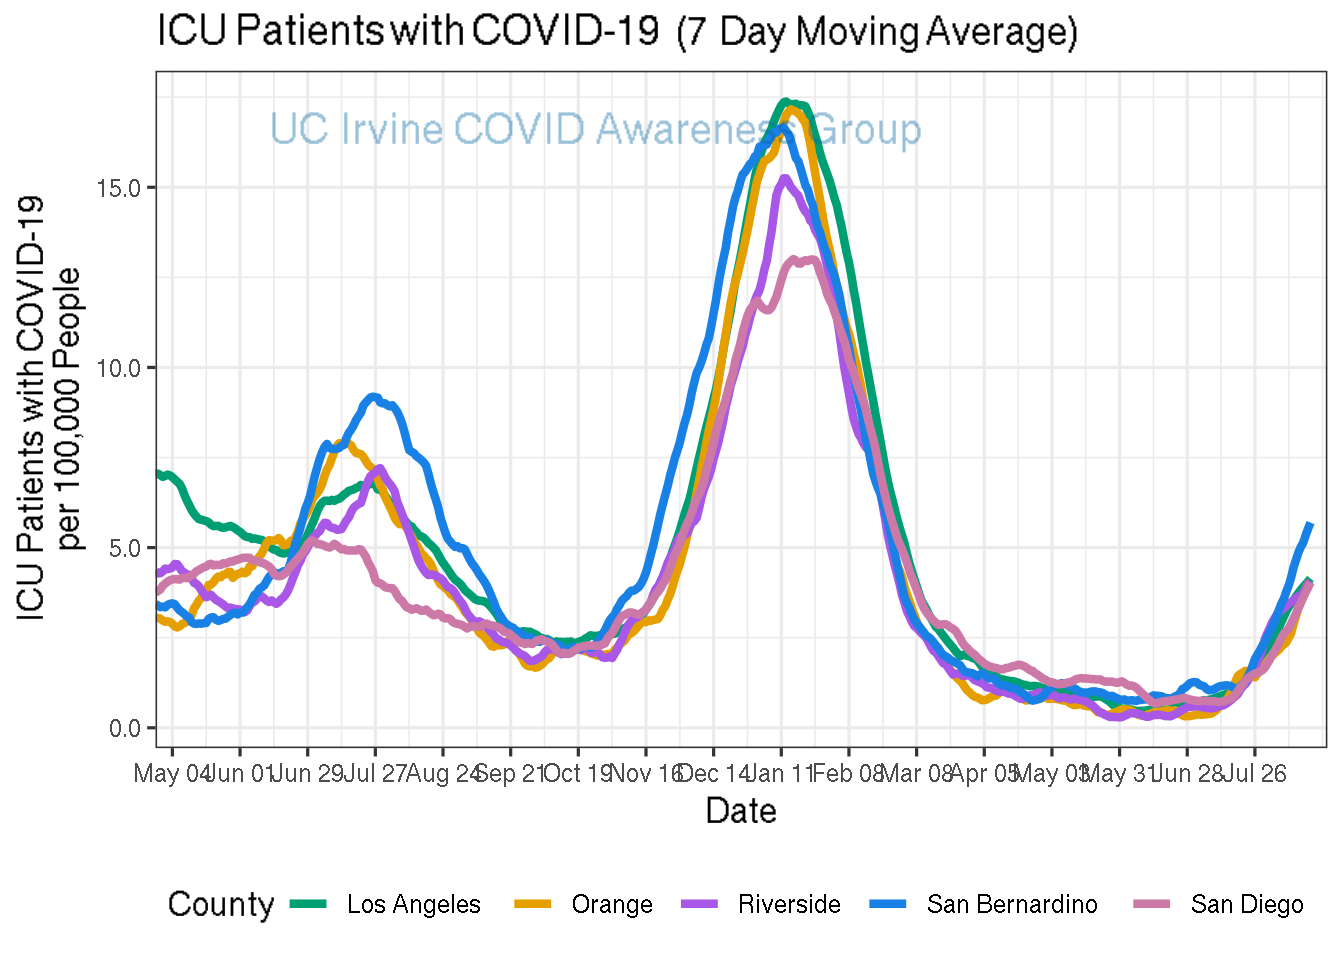 ICU Patients with COVID-19 (7 Day Moving Average)
UC Irvine COVID Awareness Group
ICU Patients with COVID-19
per 100,000 People
15.0
10.0
5.0
0.0
May 04 Jun 01 Jun 29 Jul 27 Aug 24 Sep 21 Oct 19 Nov 16 Dec 14 Jan 11 Feb 08 Mar 08 Apr 05 May 03 May 31 Jun 28 Jul 26
Date
County Los Angeles Orange Riverside San Bernardino San Diego